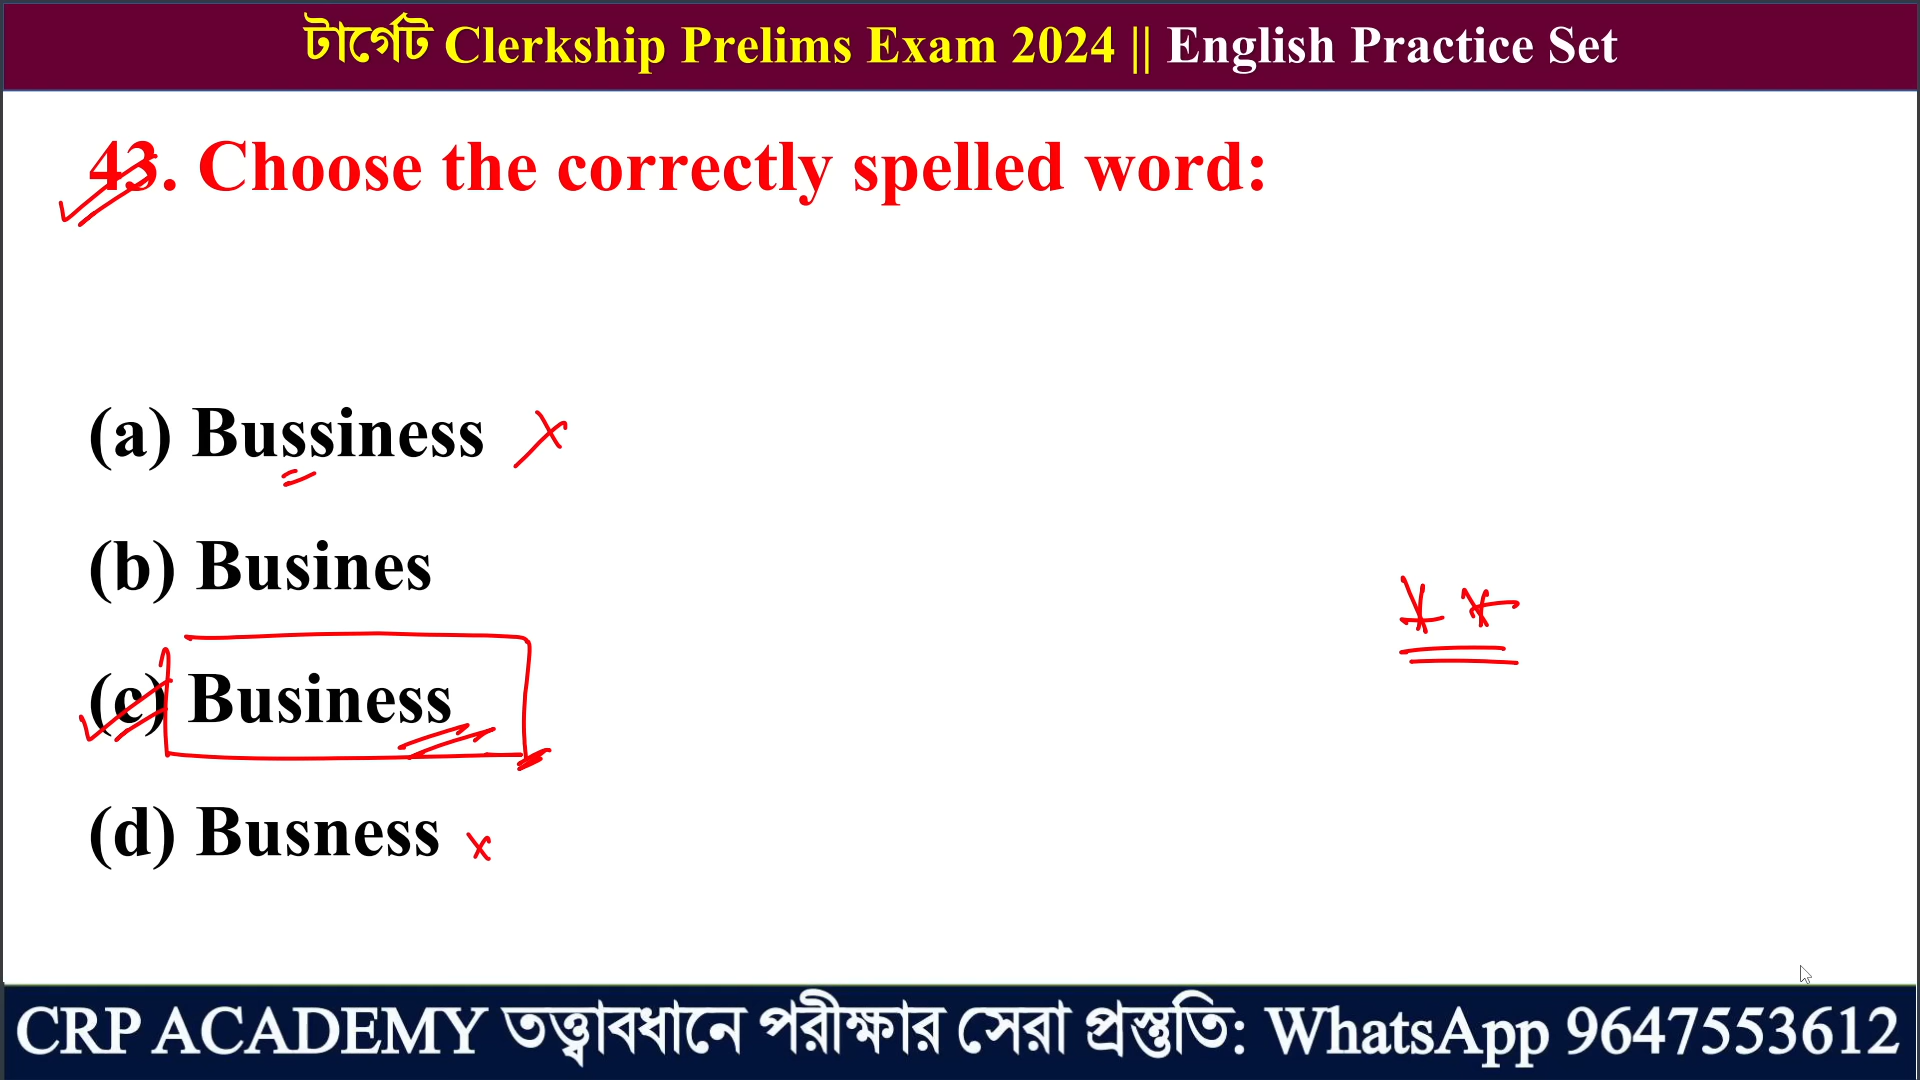 টার্গেট Clerkship Prelims Exam 2024 || English Practice Set
43. Choose the correctly spelled word:
(a) Bussiness
(b) Busines
(c) Business
(d) Busness
CRP ACADEMY তত্ত্বাবধানে পরীক্ষার সেরা প্রস্তুতি: WhatsApp 9647553612